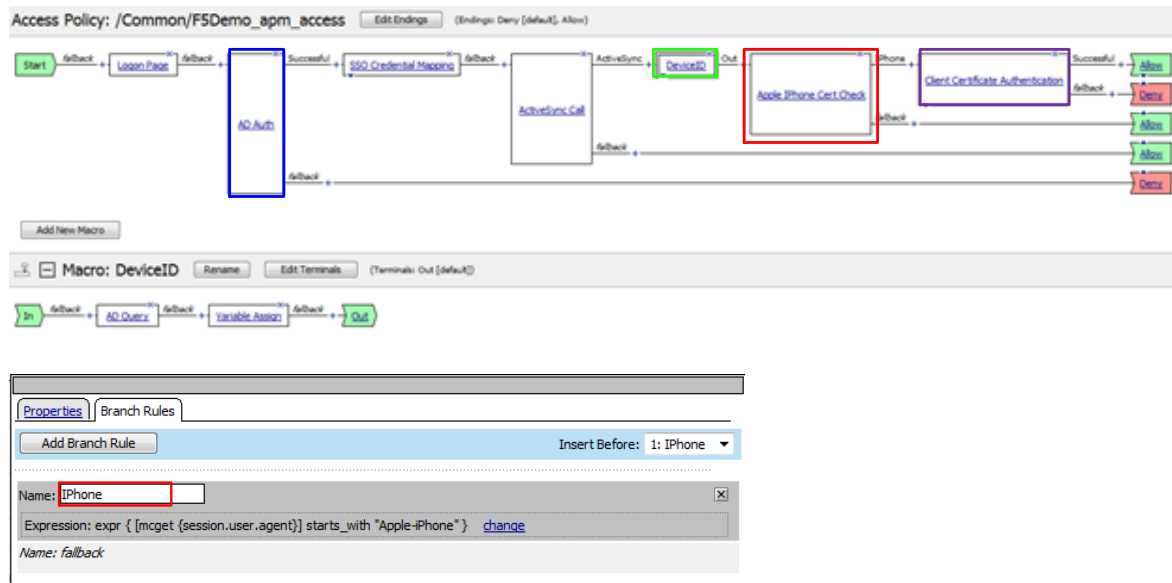 Access Policy: /Common/F5Demo_apm_access Edit Endings (Endings: Deny [default], Allow)
Start fallback + Logon Page fallback + Successful + SSO Credential Mapping fallback + ActiveSync + DeviceID Out + IPhone + Successful + Allow
Client Certificate Authentication
fallback + Deny
Apple IPhone Cert Check
ActiveSync Call
AD Auth
fallback + Allow
fallback + Allow
fallback + Deny
Add New Macro
Macro: DeviceID Rename Edit Terminals (Terminals: Out [default])
In fallback + AD Query fallback + Variable Assign fallback + Out
Properties Branch Rules
Add Branch Rule Insert Before: 1: IPhone
Name: IPhone
Expression: expr { [mcget {session.user.agent}] starts_with "Apple-iPhone" } change
Name: fallback